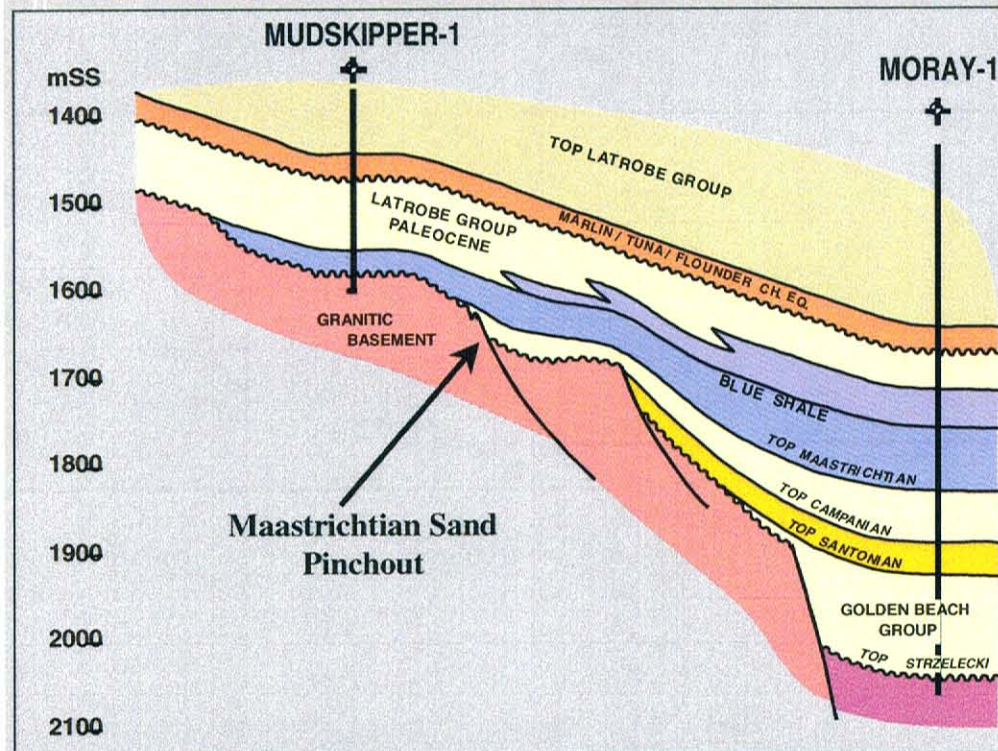 MUDSKIPPER-1
MORAY-1
mSS
1400
1500
1600
1700
1800
1900
2000
2100
TOP LATROBE GROUP
MARLIN / TUNA / FLOUNDER CH. EQ.
LATROBE GROUP
PALEOCENE
GRANITIC
BASEMENT
BLUE SHALE
TOP MAASTRICHTIAN
TOP CAMPANIAN
TOP SANTONIAN
Maastrichtian Sand
Pinchout
GOLDEN BEACH
GROUP
TOP STRZELECKI